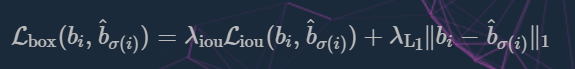 ℒ_box(b_i, b̂_σ(i)) = λ_iou ℒ_iou(b_i, b̂_σ(i)) + λ_L1 ‖b_i − b̂_σ(i)‖_1